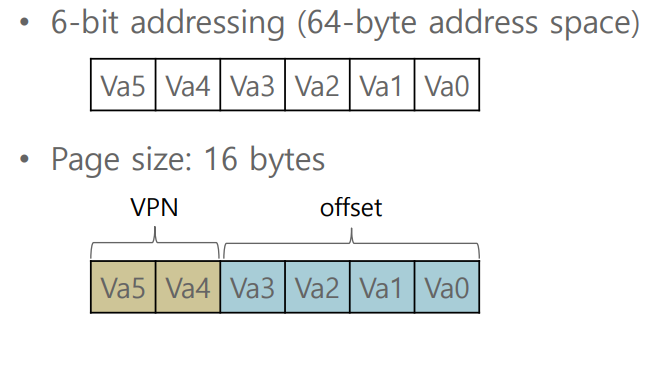 • 6-bit addressing (64-byte address space)
Va5 Va4 Va3 Va2 Va1 Va0
• Page size: 16 bytes
VPN offset
Va5 Va4 Va3 Va2 Va1 Va0